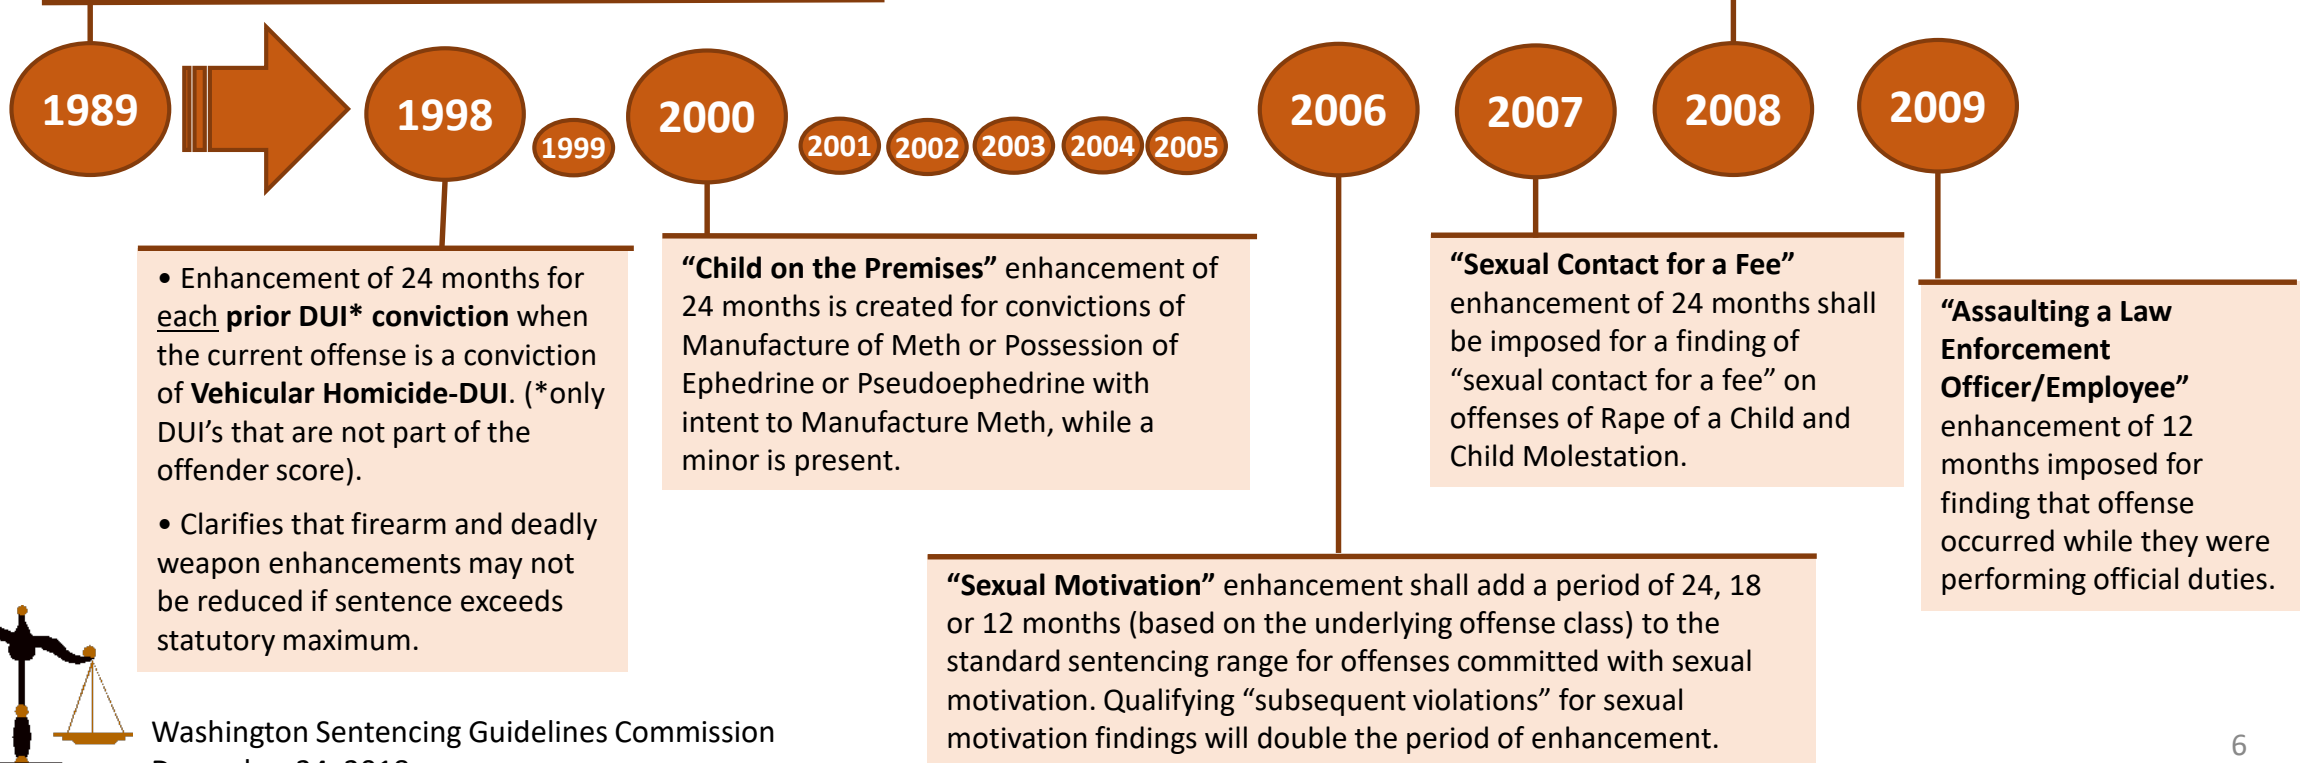 1989
1998
1999
2000
2001
2002
2003
2004
2005
2006
2007
2008
2009
• Enhancement of 24 months for
each prior DUI* conviction when
the current offense is a conviction
of Vehicular Homicide-DUI. (*only
DUI’s that are not part of the
offender score).
• Clarifies that firearm and deadly
weapon enhancements may not
be reduced if sentence exceeds
statutory maximum.
“Child on the Premises” enhancement of
24 months is created for convictions of
Manufacture of Meth or Possession of
Ephedrine or Pseudoephedrine with
intent to Manufacture Meth, while a
minor is present.
“Sexual Motivation” enhancement shall add a period of 24, 18
or 12 months (based on the underlying offense class) to the
standard sentencing range for offenses committed with sexual
motivation. Qualifying “subsequent violations” for sexual
motivation findings will double the period of enhancement.
“Sexual Contact for a Fee”
enhancement of 24 months shall
be imposed for a finding of
“sexual contact for a fee” on
offenses of Rape of a Child and
Child Molestation.
“Assaulting a Law
Enforcement
Officer/Employee”
enhancement of 12
months imposed for
finding that offense
occurred while they were
performing official duties.
Washington Sentencing Guidelines Commission
6